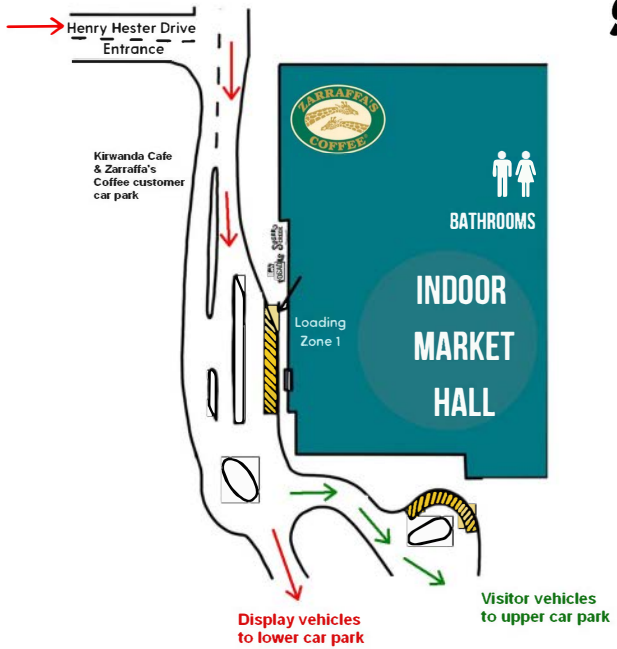 Henry Hester Drive
Entrance
ZARRAFFA'S
COFFEE
Kirwanda Cafe
& Zarraffa's
Coffee customer
car park
BATHROOMS
INDOOR
MARKET
HALL
Loading
Zone 1
Display vehicles
to lower car park
Visitor vehicles
to upper car park